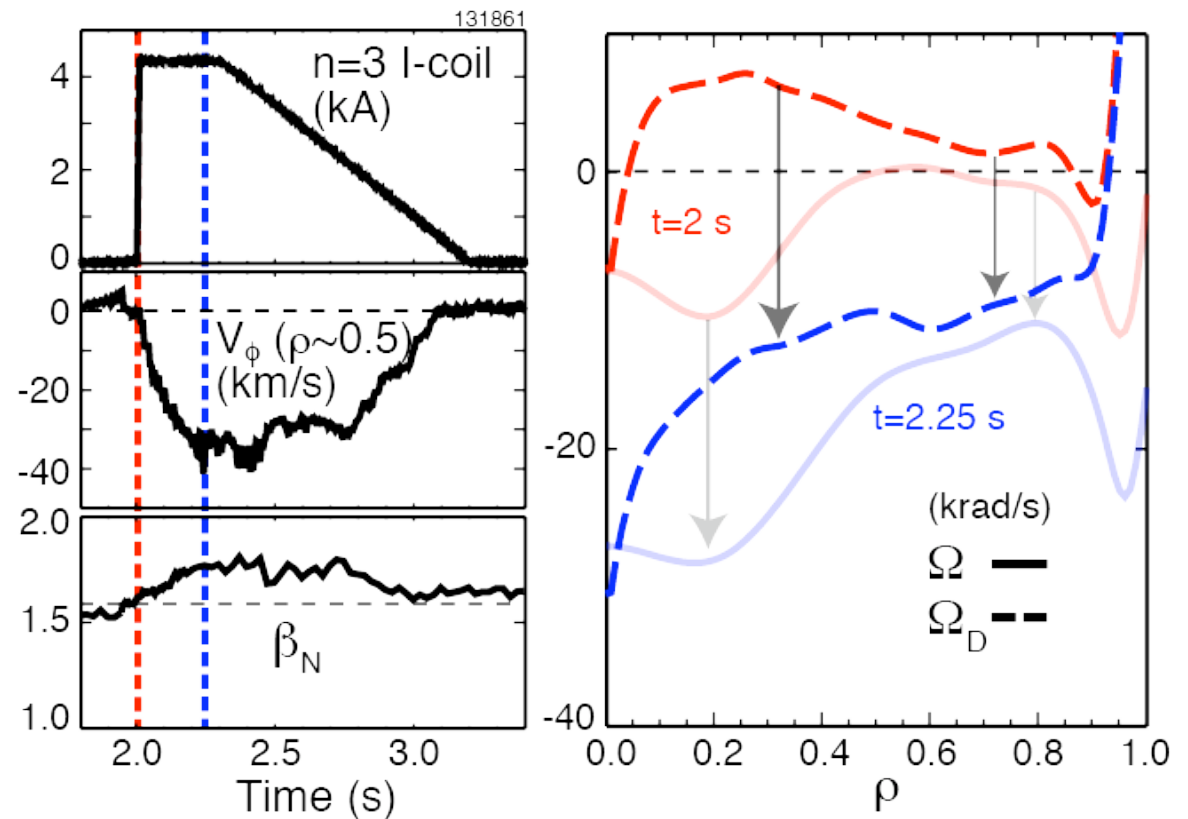 131861
n=3 I-coil
(kA)
4
2
0
V_ϕ (ρ~0.5)
(km/s)
0
-20
-40
2.0
1.5
1.0
β_N
2.0 2.5 3.0
Time (s)
0
-20
-40
t=2 s
t=2.25 s
(krad/s)
Ω
Ω_D
0.0 0.2 0.4 0.6 0.8 1.0
ρ